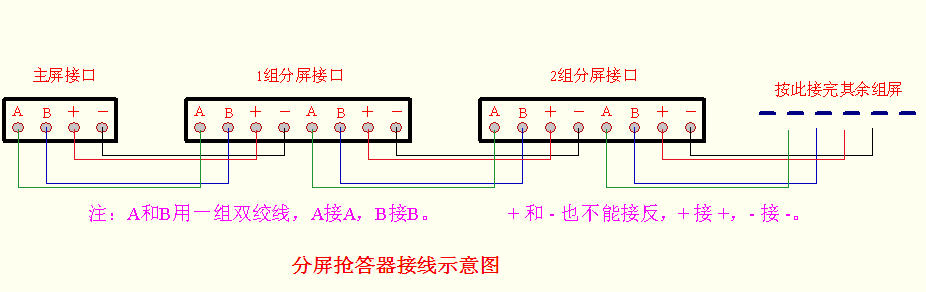 主屏接口
1组分屏接口
2组分屏接口
按此接完其余组屏
A B + −
A B + − A B + −
A B + − A B + −
注：A和B用一组双绞线，A接A，B接B。
+ 和 - 也不能接反，+ 接 +，- 接 -。
分屏抢答器接线示意图